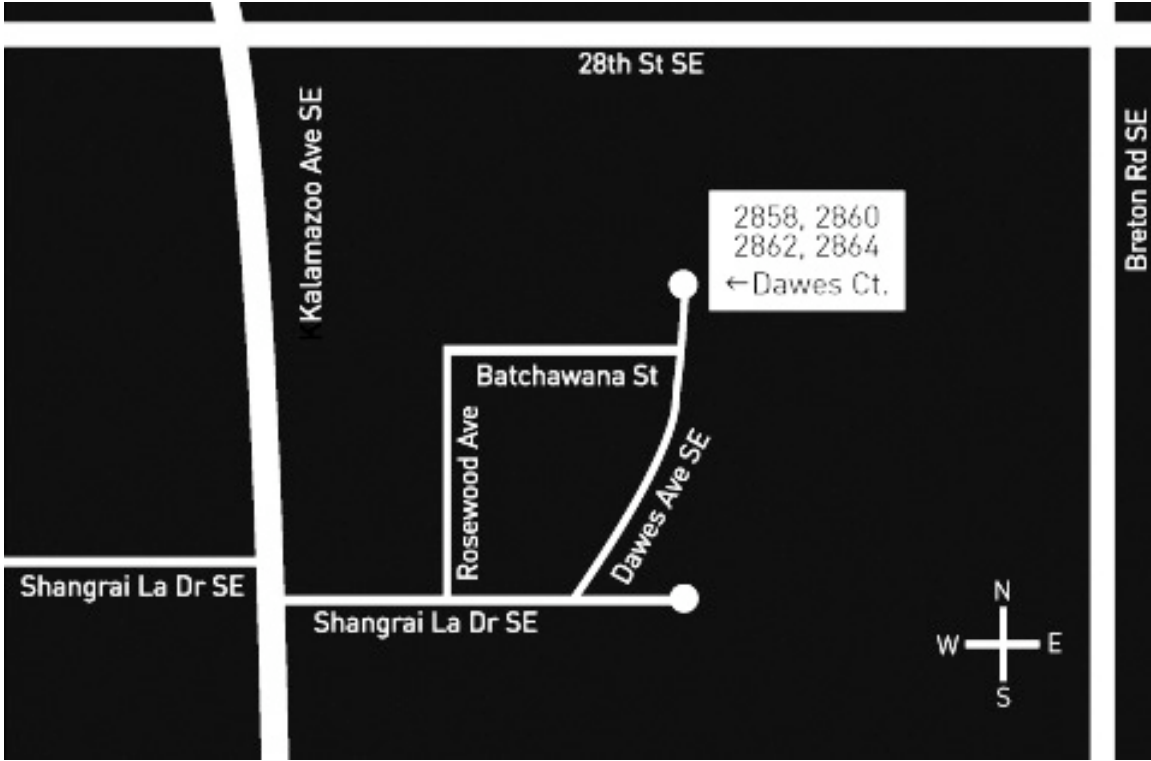 28th St SE
Kalamazoo Ave SE
Breton Rd SE
2858, 2860
2862, 2864
←Dawes Ct.
Batchawana St
Rosewood Ave
Dawes Ave SE
Shangrai La Dr SE
Shangrai La Dr SE
N
W E
S